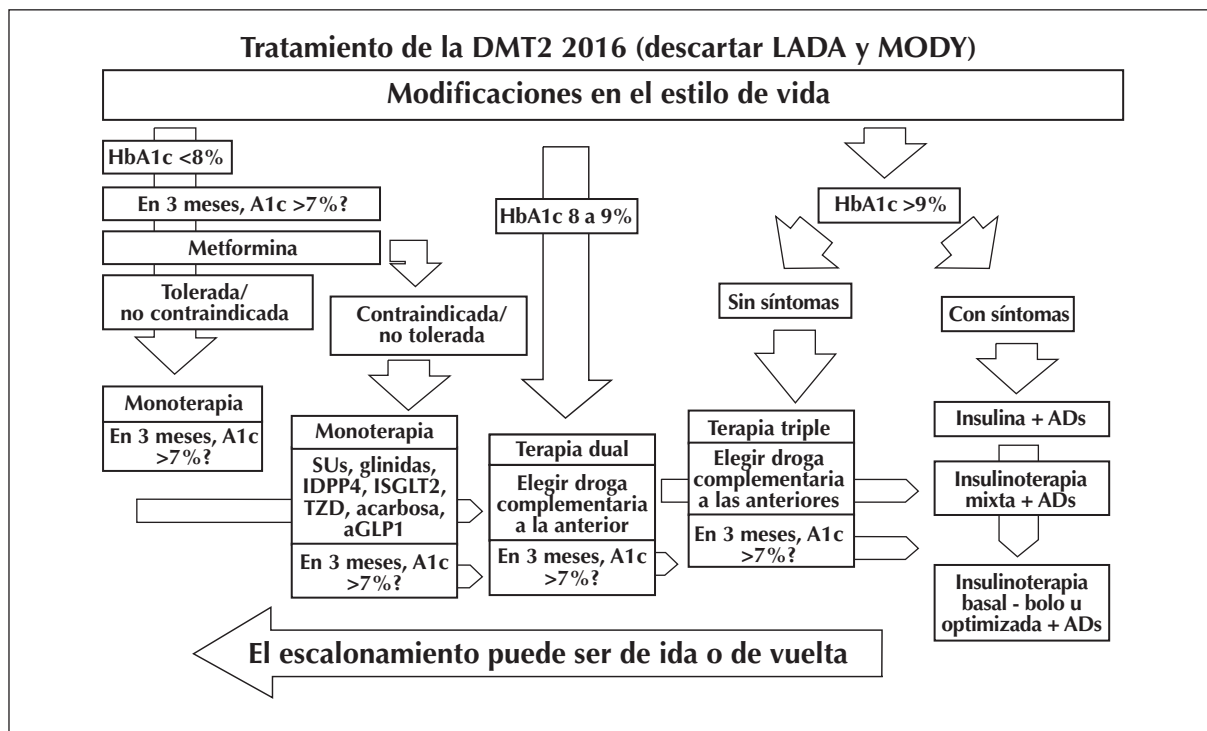 Tratamiento de la DMT2 2016 (descartar LADA y MODY)
Modificaciones en el estilo de vida
HbA1c <8%
En 3 meses, A1c >7%?
Metformina
Tolerada/
no contraindicada
Monoterapia
En 3 meses, A1c
>7%?
Contraindicada/
no tolerada
Monoterapia
SUs, glinidas,
IDPP4, ISGLT2,
TZD, acarbosa,
aGLP1
En 3 meses, A1c
>7%?
HbA1c 8 a 9%
Terapia dual
Elegir droga
complementaria
a la anterior
En 3 meses, A1c
>7%?
HbA1c >9%
Sin síntomas
Terapia triple
Elegir droga
complementaria
a las anteriores
En 3 meses, A1c
>7%?
Con síntomas
Insulina + ADs
Insulinoterapia
mixta + ADs
Insulinoterapia
basal - bolo u
optimizada + ADs
El escalonamiento puede ser de ida o de vuelta